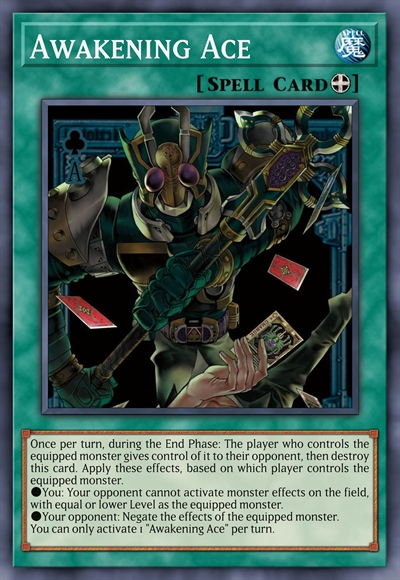 Awakening Ace
魔
[Spell Card]
A
Once per turn, during the End Phase: The player who controls the
equipped monster gives control of it to their opponent, then destroy
this card. Apply these effects, based on which player controls the
equipped monster.
●You: Your opponent cannot activate monster effects on the field,
with equal or lower Level as the equipped monster.
●Your opponent: Negate the effects of the equipped monster.
You can only activate 1 "Awakening Ace" per turn.